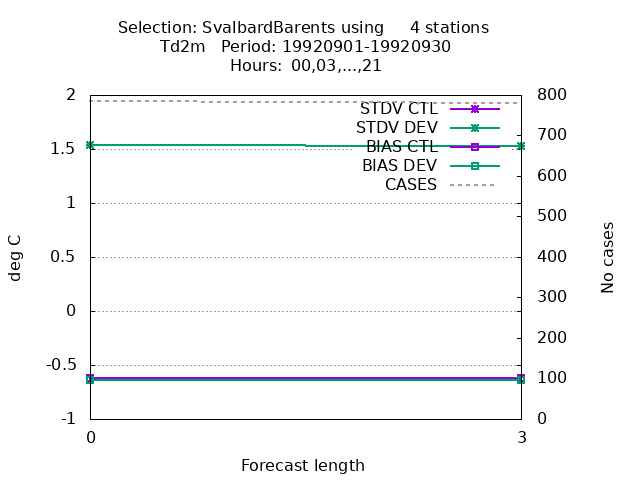 Selection: SvalbardBarents using     4 stations
Td2m   Period: 19920901-19920930
Hours:  00,03,...,21
2
1.5
1
0.5
0
-0.5
-1
800
700
600
500
400
300
200
100
0
STDV CTL
STDV DEV
BIAS CTL
BIAS DEV
CASES
deg C
No cases
0
3
Forecast length